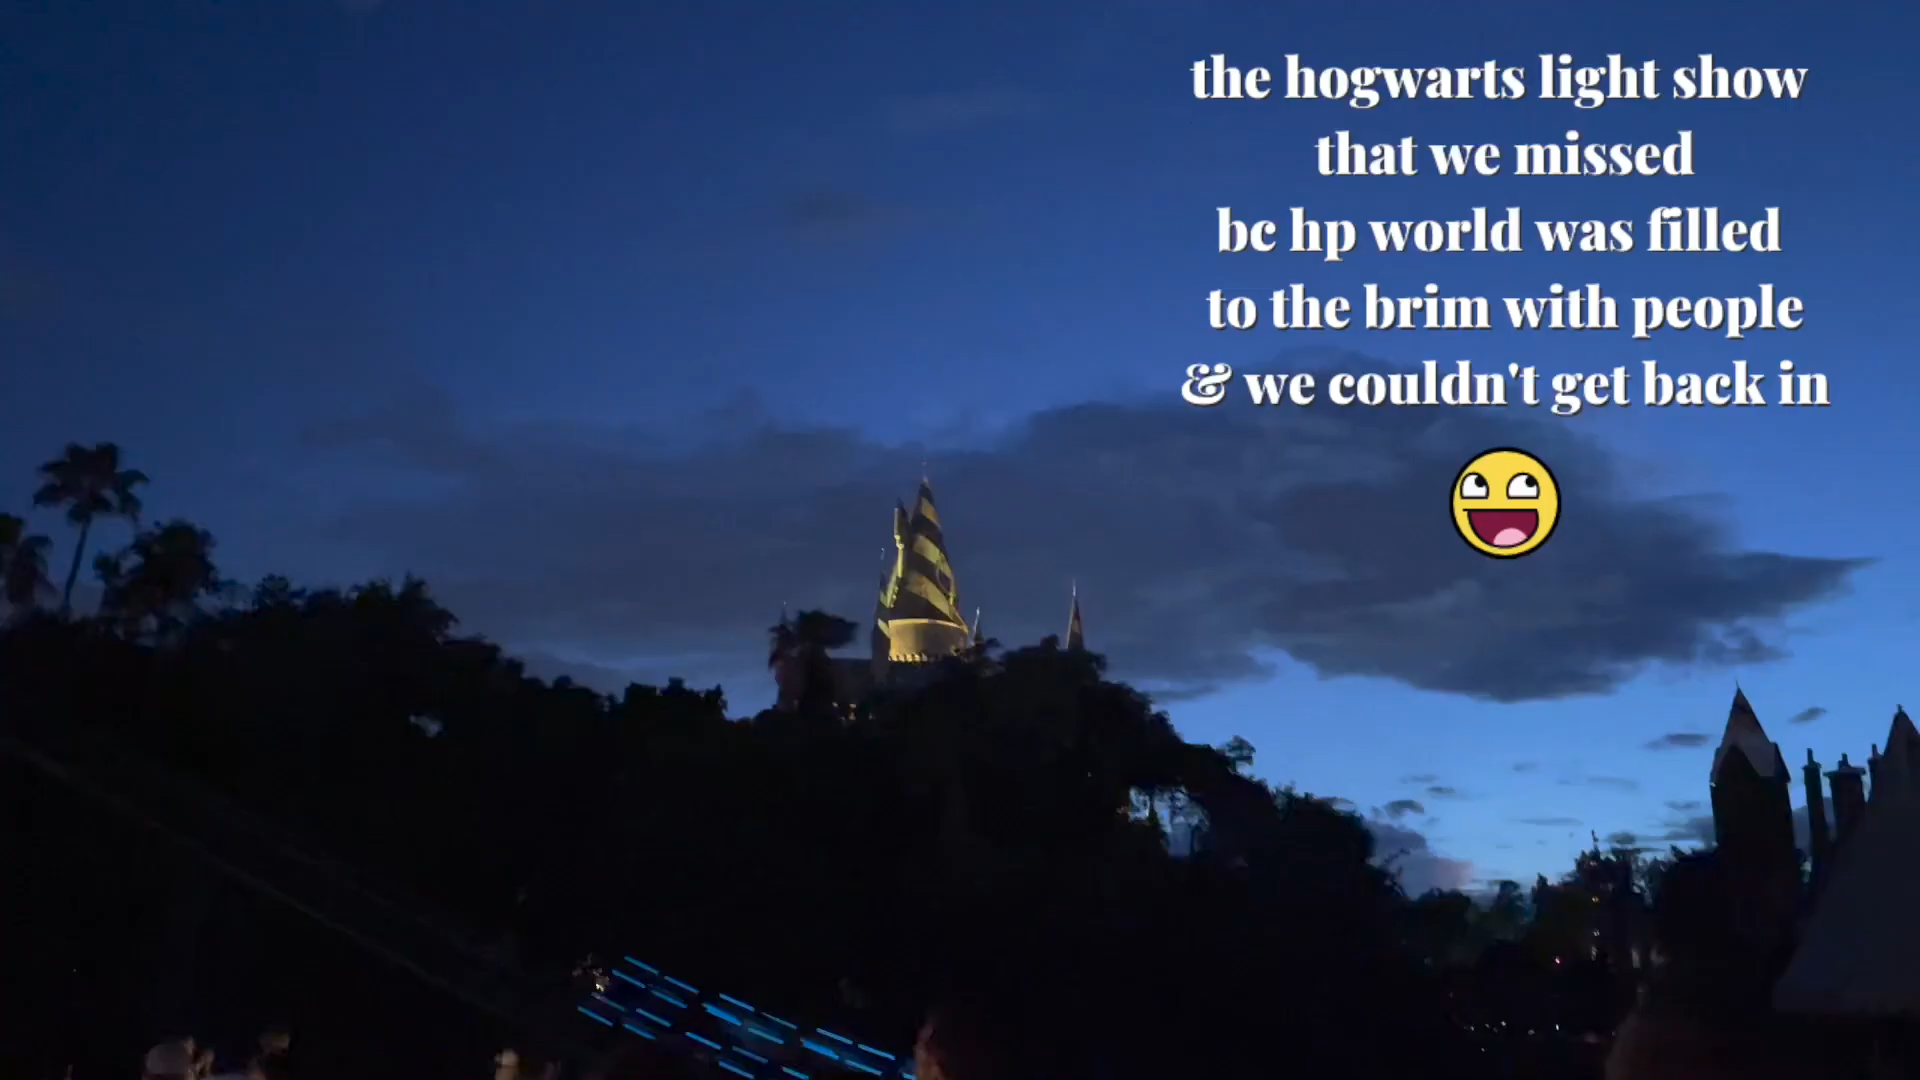 the hogwarts light show
that we missed
bc hp world was filled
to the brim with people
& we couldn't get back in